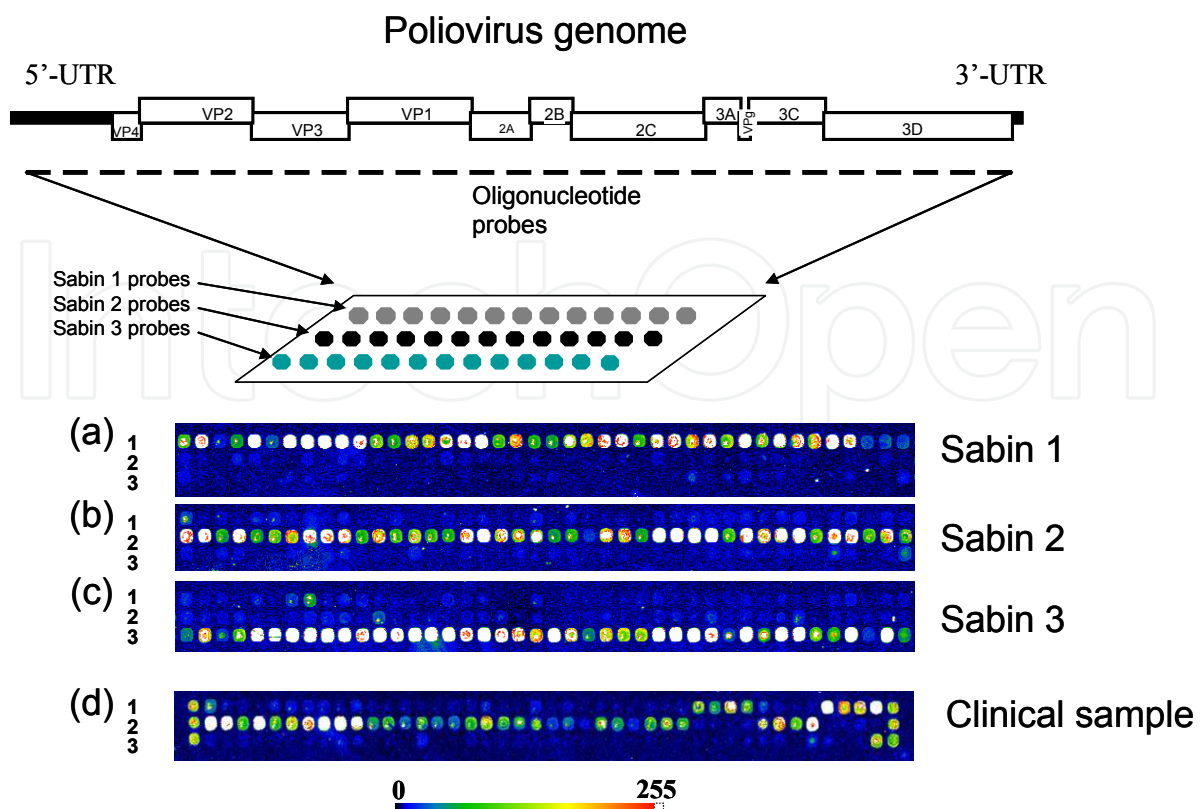 Poliovirus genome
5’-UTR 3’-UTR
VP4 VP2 VP3 VP1 2A 2B 2C 3A VPg 3C 3D
Oligonucleotide
probes
Sabin 1 probes
Sabin 2 probes
Sabin 3 probes
IntechOpen
(a) 1 Sabin 1
2
3
(b) 1
2 Sabin 2
3
(c) 1
2 Sabin 3
3
(d) 1 Clinical sample
2
3
0 255